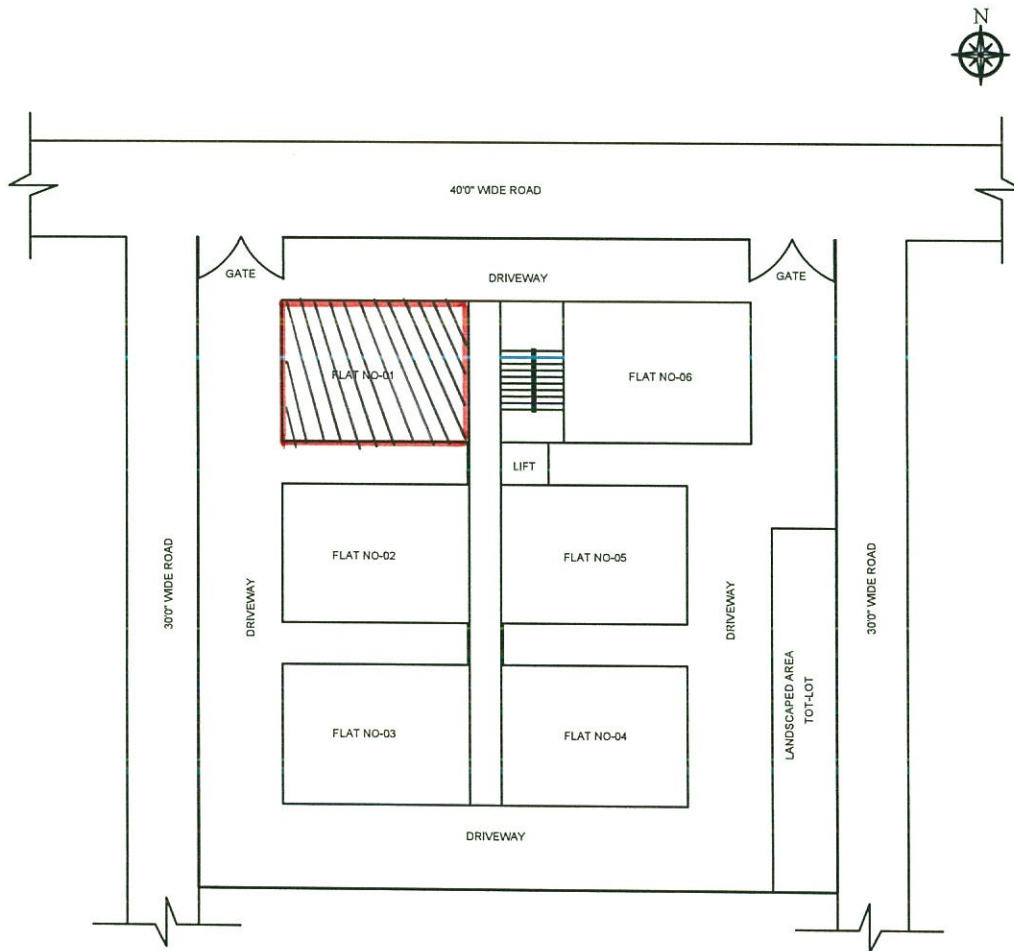 N
40'0" WIDE ROAD
GATE
DRIVEWAY
GATE
FLAT NO-01
FLAT NO-06
LIFT
FLAT NO-02
FLAT NO-05
30'0" WIDE ROAD
DRIVEWAY
DRIVEWAY
30'0" WIDE ROAD
LANDSCAPED AREA
TOT-LOT
FLAT NO-03
FLAT NO-04
DRIVEWAY